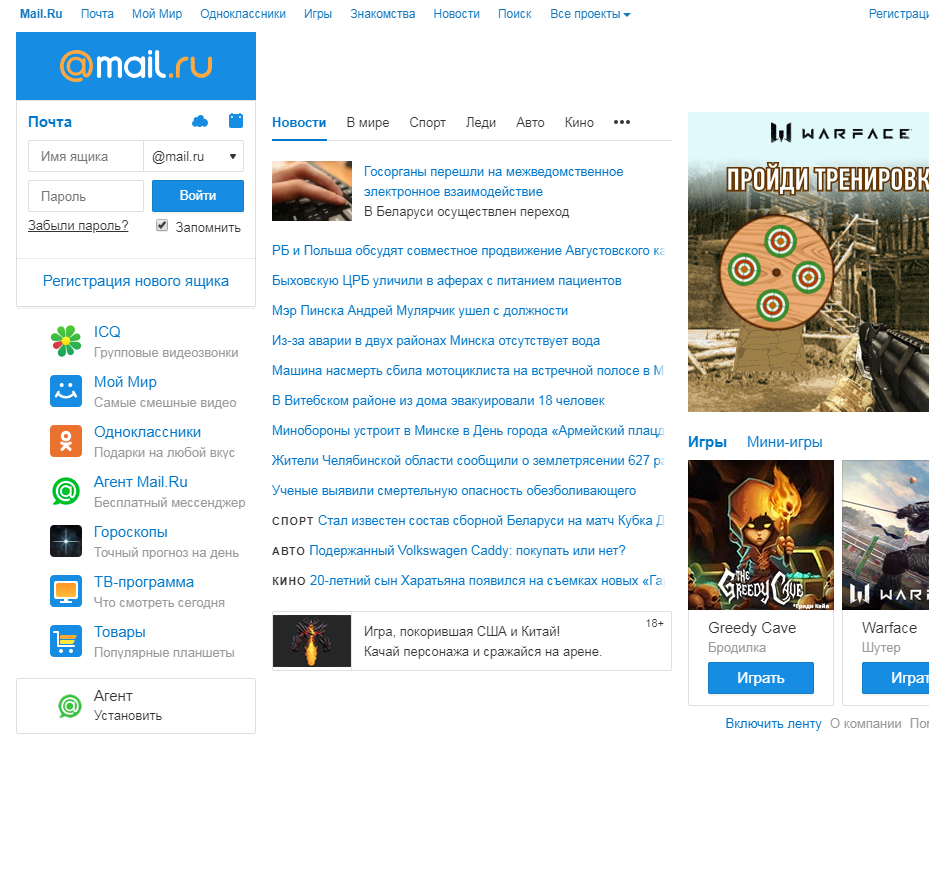 Mail.Ru Почта Мой Мир Одноклассники Игры Знакомства Новости Поиск Все проекты
@mail.ru
Почта
Имя ящика @mail.ru
Пароль Войти
Забыли пароль? Запомнить
Регистрация нового ящика
ICQ
Групповые видеозвонки
Мой Мир
Самые смешные видео
Одноклассники
Подарки на любой вкус
Агент Mail.Ru
Бесплатный мессенджер
Гороскопы
Точный прогноз на день
ТВ-программа
Что смотреть сегодня
Товары
Популярные планшеты
Агент
Установить
Новости В мире Спорт Леди Авто Кино •••
Госорганы перешли на межведомственное
электронное взаимодействие
В Беларуси осуществлен переход
РБ и Польша обсудят совместное продвижение Августовского
Быховскую ЦРБ уличили в аферах с питанием пациентов
Мэр Пинска Андрей Мулярчик ушел с должности
Из-за аварии в двух районах Минска отсутствует вода
Машина насмерть сбила мотоциклиста на встречной полосе в
В Витебском районе из дома эвакуировали 18 человек
Минобороны устроит в Минске в День города «Армейский
Жители Челябинской области сообщили о землетрясении 627
Ученые выявили смертельную опасность обезболивающего
СПОРТ Стал известен состав сборной Беларуси на матч Кубка
АВТО Подержанный Volkswagen Caddy: покупать или нет?
КИНО 20-летний сын Харатьяна появился на съемках новых
Игра, покорившая США и Китай! 18+
Качай персонажа и сражайся на арене.
WARFACE
ПРОЙДИ
Игры Мини-игры
THE
GREEDY CAVE
*Гриди Кейв
Greedy Cave
Бродилка
Играть
Warface
Шутер
Включить ленту О компании